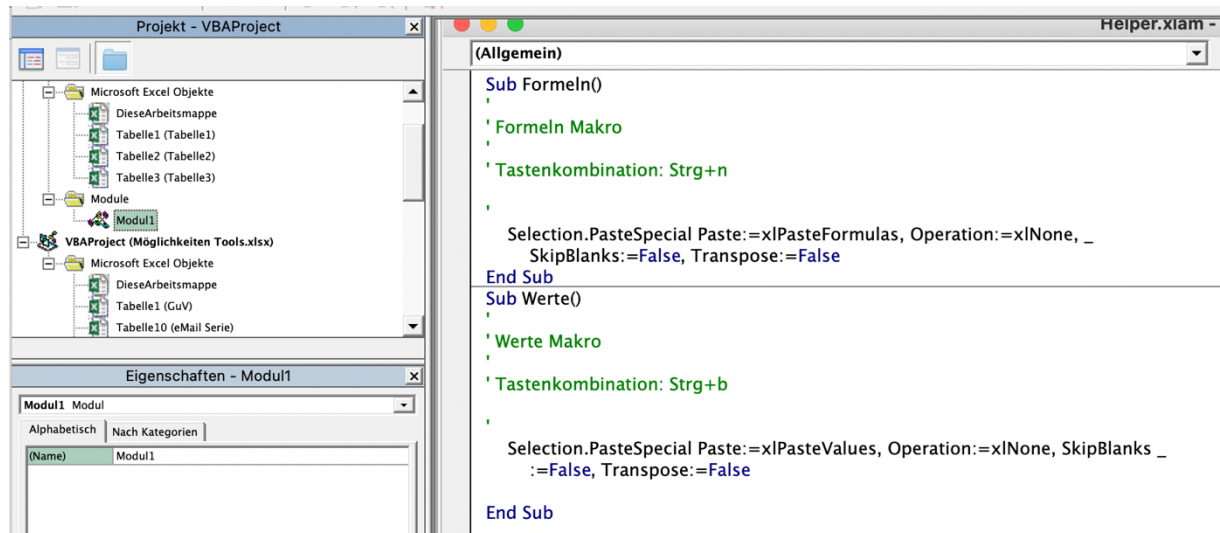 Projekt - VBAProject
Microsoft Excel Objekte
DieseArbeitsmappe
Tabelle1 (Tabelle1)
Tabelle2 (Tabelle2)
Tabelle3 (Tabelle3)
Module
Modul1
VBAProject (Möglichkeiten Tools.xlsx)
Microsoft Excel Objekte
DieseArbeitsmappe
Tabelle1 (GuV)
Tabelle10 (eMail Serie)
Eigenschaften - Modul1
Modul1 Modul
Alphabetisch Nach Kategorien
(Name) Modul1
Helper.xlam -
(Allgemein)
Sub Formeln()
'
' Formeln Makro
'
' Tastenkombination: Strg+n
'
Selection.PasteSpecial Paste:=xlPasteFormulas, Operation:=xlNone, _
SkipBlanks:=False, Transpose:=False
End Sub
Sub Werte()
'
' Werte Makro
'
' Tastenkombination: Strg+b
'
Selection.PasteSpecial Paste:=xlPasteValues, Operation:=xlNone, SkipBlanks _
:=False, Transpose:=False
End Sub